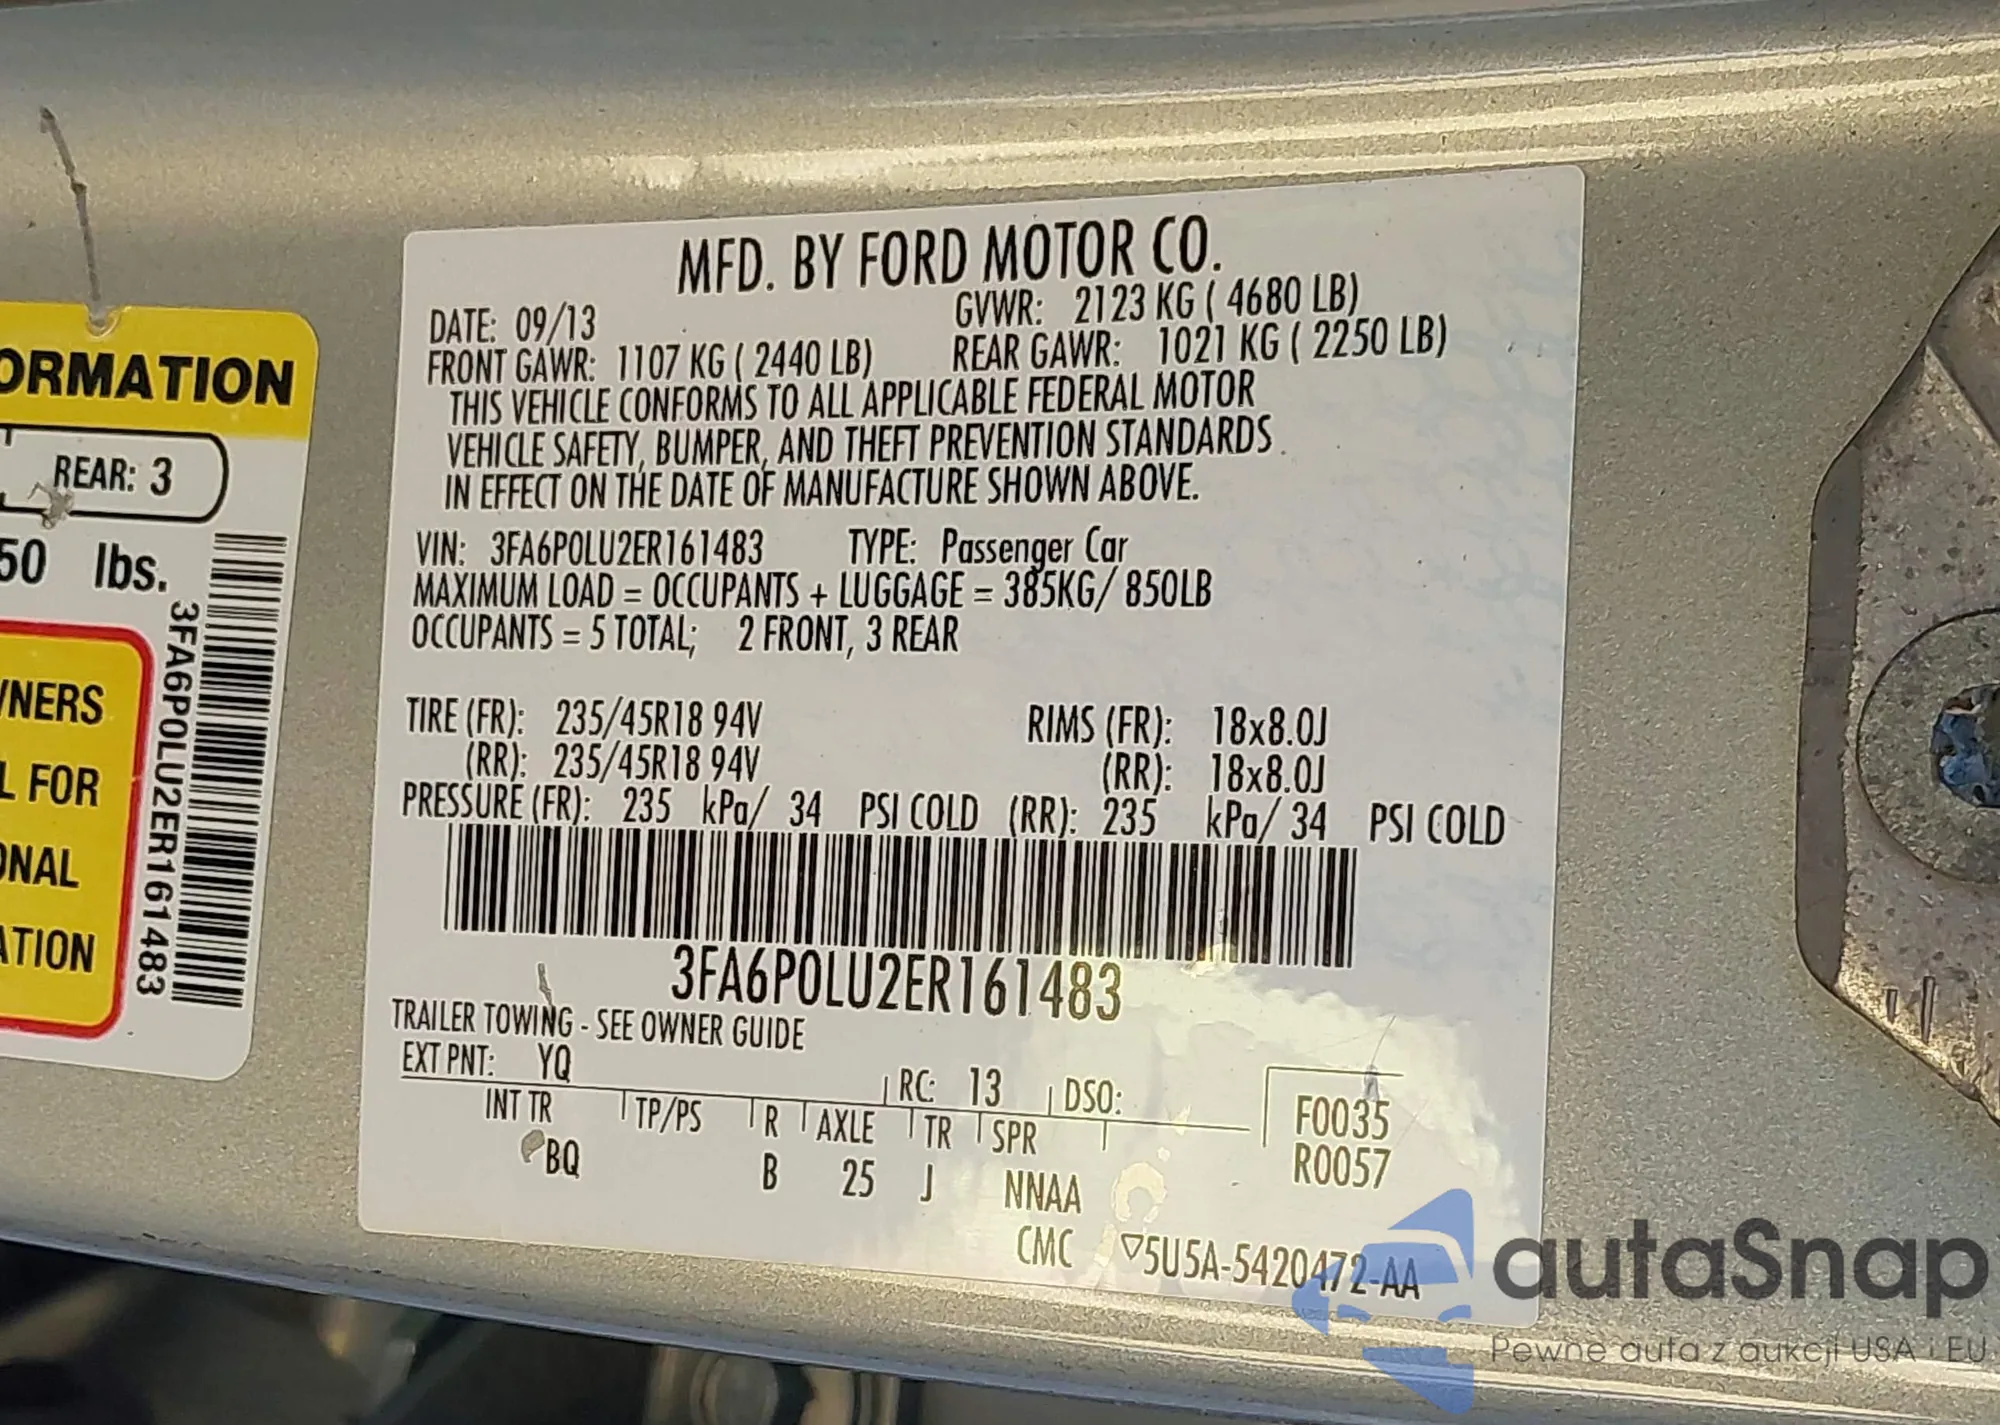 ORMATION
REAR: 3
50 lbs.
3FA6P0LU2ER161483
WNERS
L FOR
ONAL
ATION
MFD. BY FORD MOTOR CO.
DATE: 09/13 GVWR: 2123 KG ( 4680 LB)
FRONT GAWR: 1107 KG ( 2440 LB) REAR GAWR: 1021 KG ( 2250 LB)
THIS VEHICLE CONFORMS TO ALL APPLICABLE FEDERAL MOTOR
VEHICLE SAFETY, BUMPER, AND THEFT PREVENTION STANDARDS
IN EFFECT ON THE DATE OF MANUFACTURE SHOWN ABOVE.
VIN: 3FA6P0LU2ER161483 TYPE: Passenger Car
MAXIMUM LOAD = OCCUPANTS + LUGGAGE = 385KG/ 850LB
OCCUPANTS = 5 TOTAL; 2 FRONT, 3 REAR
TIRE (FR): 235/45R18 94V RIMS (FR): 18x8.0J
(RR): 235/45R18 94V (RR): 18x8.0J
PRESSURE (FR): 235 kPa/ 34 PSI COLD (RR): 235 kPa/ 34 PSI COLD
3FA6P0LU2ER161483
TRAILER TOWING - SEE OWNER GUIDE
EXT PNT: YQ RC: 13 DSO:
INT TR TP/PS R AXLE TR SPR F0035
BQ B 25 J NNAA R0057
CMC ▽5U5A-5420472-AA
autaSnap
Pewne auta z aukcji USA i EU